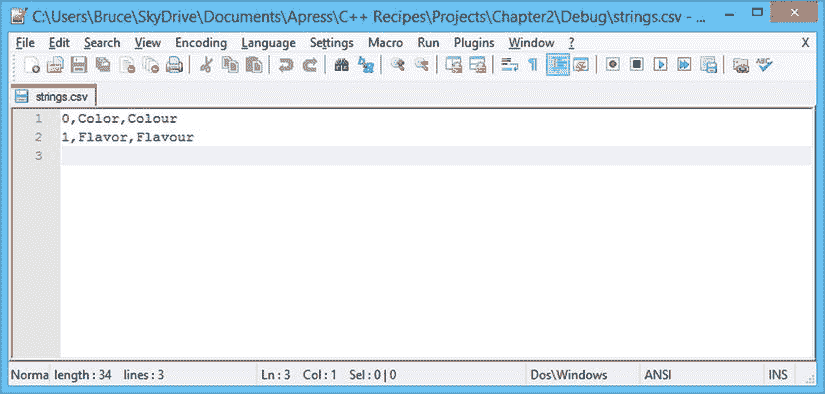 C:\Users\Bruce\SkyDrive\Documents\Apress\C++ Recipes\Projects\Chapter2\Debug\strings.csv - ...
File Edit Search View Encoding Language Settings Macro Run Plugins Window ? X
strings.csv
1 0,Color,Colour
2 1,Flavor,Flavour
3
Norma length : 34 lines : 3 Ln : 3 Col : 1 Sel : 0 | 0 Dos\Windows ANSI INS